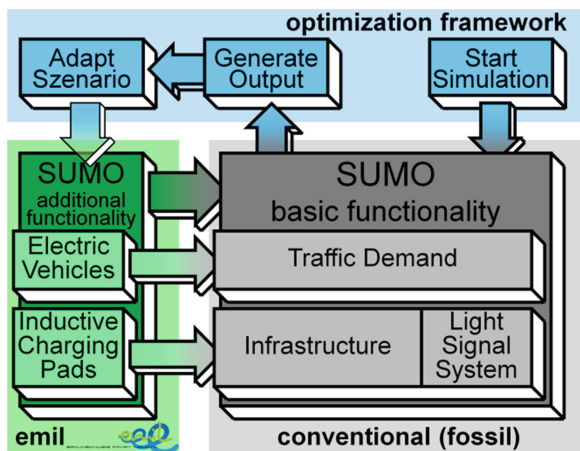 optimization framework
Adapt
Szenario
Generate
Output
Start
Simulation
SUMO
additional
functionality
SUMO
basic functionality
Electric
Vehicles
Traffic Demand
Inductive
Charging
Pads
Infrastructure
Light
Signal
System
emil
conventional (fossil)